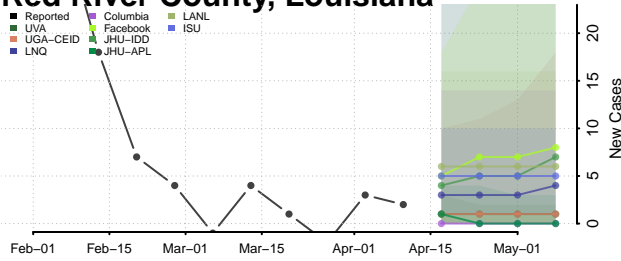 Red River County, Louisiana
Reported Columbia LANL
UVA Facebook ISU
UGA−CEID JHU−IDD
LNQ JHU−APL
20
15
10
5
0
New Cases
Feb−01 Feb−15 Mar−01 Mar−15 Apr−01 Apr−15 May−01